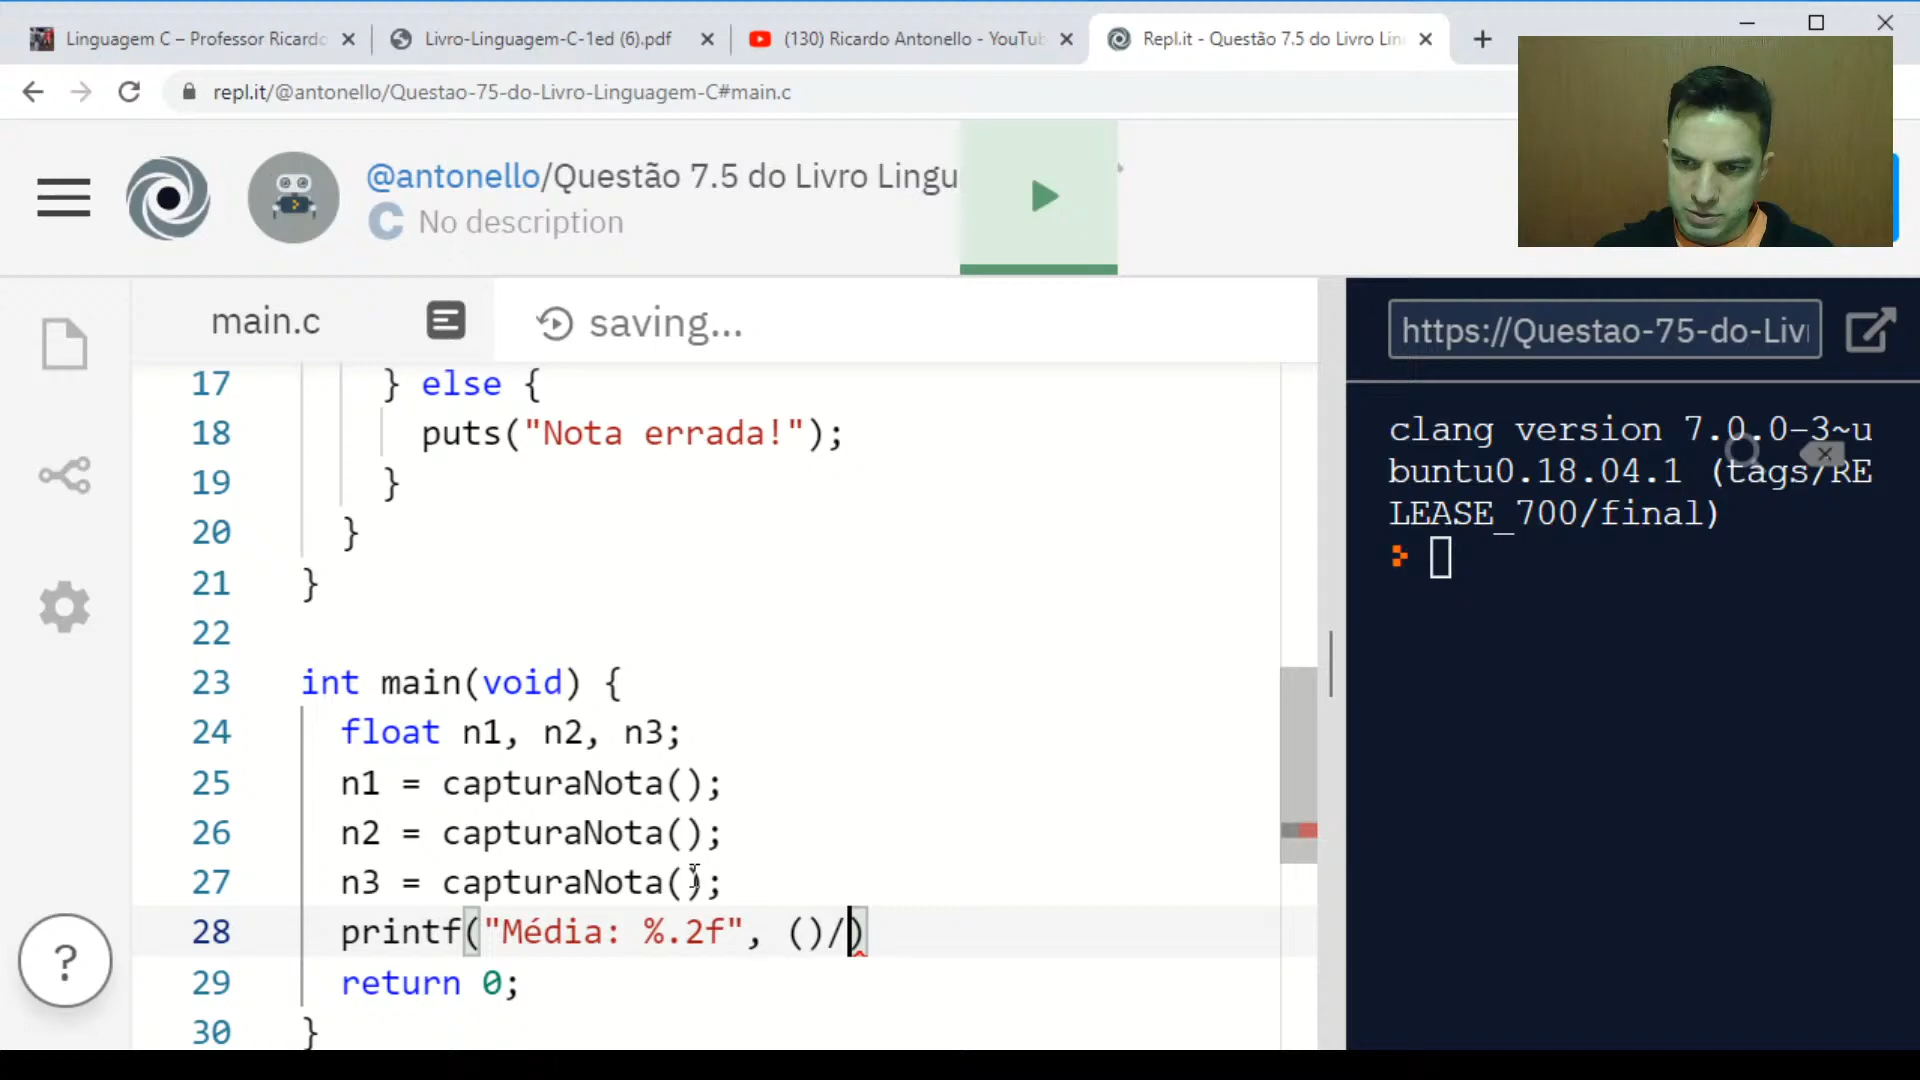 Linguagem C – Professor Ricardo
Livro-Linguagem-C-1ed (6).pdf
(130) Ricardo Antonello - YouTub
Repl.it - Questão 7.5 do Livro Lin
repl.it/@antonello/Questao-75-do-Livro-Linguagem-C#main.c
@antonello/Questão 7.5 do Livro Lingu
C No description
main.c
saving...
https://Questao-75-do-Liv
17 } else {
18 puts("Nota errada!");
19 }
20 }
21 }
22
23 int main(void) {
24 float n1, n2, n3;
25 n1 = capturaNota();
26 n2 = capturaNota();
27 n3 = capturaNota();
28 printf("Média: %.2f", ()/)
29 return 0;
30 }
clang version 7.0.0-3~u
buntu0.18.04.1 (tags/RE
LEASE_700/final)
?